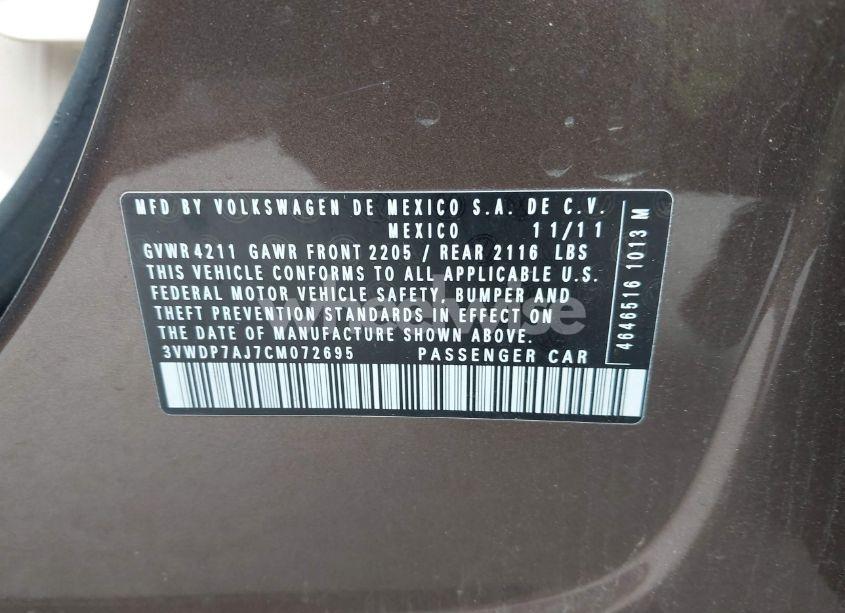 MFD BY VOLKSWAGEN DE MEXICO S.A. DE C.V.
MEXICO 11/11
GVWR 4211 GAWR FRONT 2205 / REAR 2116 LBS
THIS VEHICLE CONFORMS TO ALL APPLICABLE U.S.
FEDERAL MOTOR VEHICLE SAFETY, BUMPER AND
THEFT PREVENTION STANDARDS IN EFFECT ON
THE DATE OF MANUFACTURE SHOWN ABOVE.
3VWDP7AJ7CM072695 PASSENGER CAR
4646516 1013 M
wheelwise